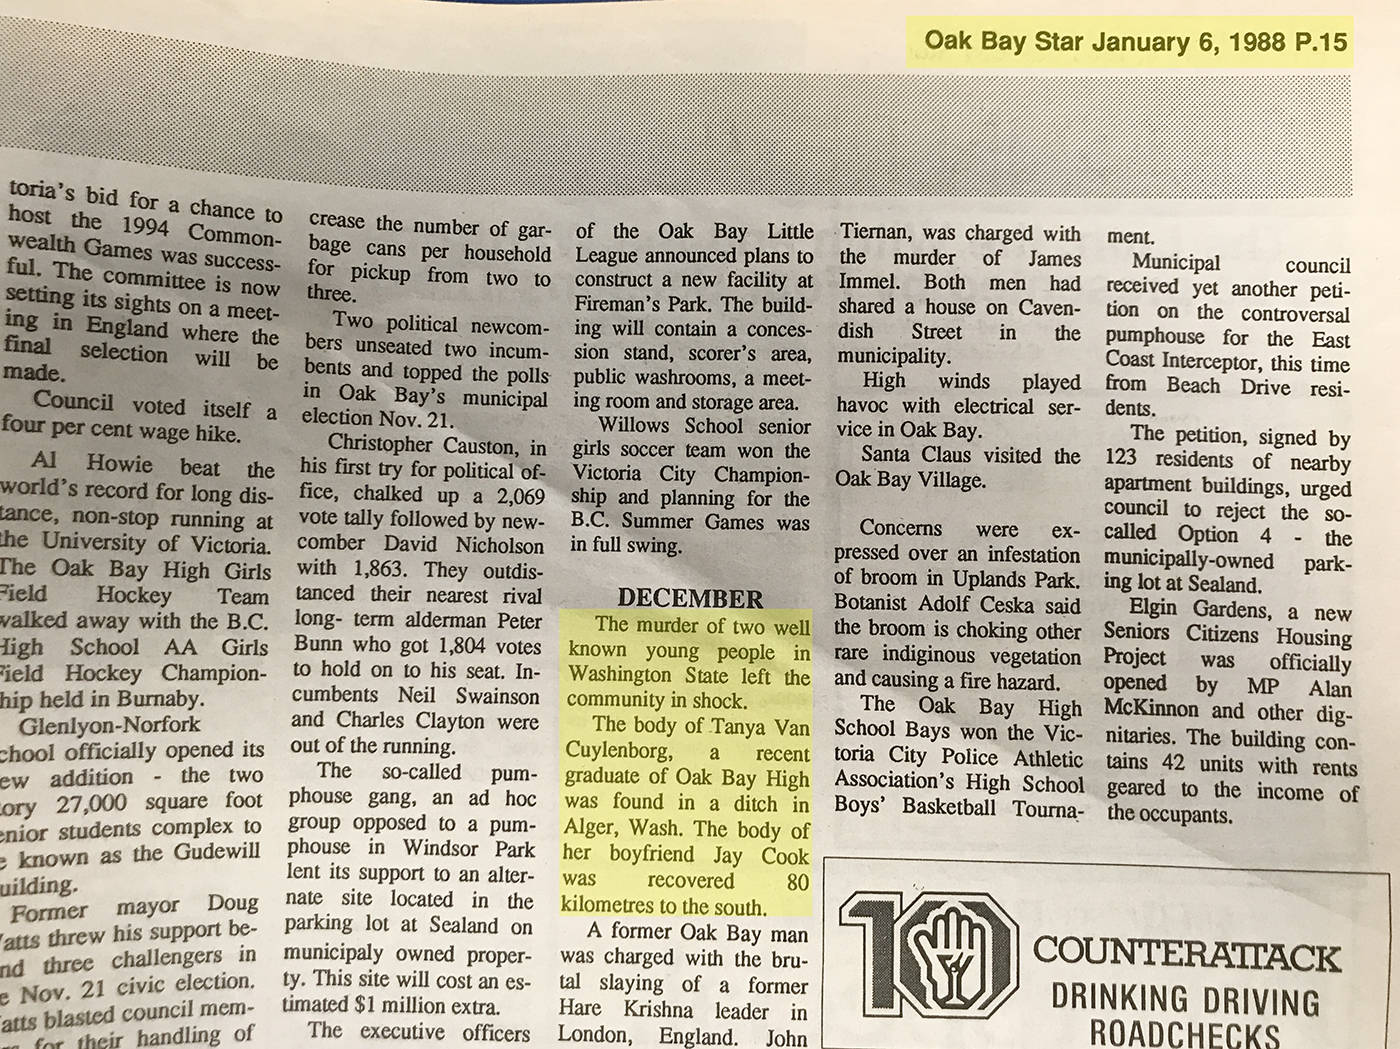 Oak Bay Star January 6, 1988 P.15
toria's bid for a chance to
host the 1994 Common-
wealth Games was success-
ful. The committee is now
setting its sights on a meet-
ing in England where the
final selection will be
made.
Council voted itself a
four per cent wage hike.
Al Howie beat the
world's record for long dis-
tance, non-stop running at
the University of Victoria.
The Oak Bay High Girls
Field Hockey Team
walked away with the B.C.
High School AA Girls
Field Hockey Champion-
ship held in Burnaby.
Glenlyon-Norfork
chool officially opened its
ew addition - the two
ory 27,000 square foot
enior students complex to
e known as the Gudewill
uilding.
Former mayor Doug
Vatts threw his support be-
nd three challengers in
e Nov. 21 civic election.
atts blasted council mem-
for their handling of
crease the number of gar-
bage cans per household
for pickup from two to
three.
Two political newcom-
bers unseated two incum-
bents and topped the polls
in Oak Bay's municipal
election Nov. 21.
Christopher Causton, in
his first try for political of-
fice, chalked up a 2,069
vote tally followed by new-
comber David Nicholson
with 1,863. They outdis-
tanced their nearest rival
long- term alderman Peter
Bunn who got 1,804 votes
to hold on to his seat. In-
cumbents Neil Swainson
and Charles Clayton were
out of the running.
The so-called pum-
phouse gang, an ad hoc
group opposed to a pum-
phouse in Windsor Park
lent its support to an alter-
nate site located in the
parking lot at Sealand on
municipaly owned proper-
ty. This site will cost an es-
timated $1 million extra.
The executive officers
of the Oak Bay Little
League announced plans to
construct a new facility at
Fireman's Park. The build-
ing will contain a conces-
sion stand, scorer's area,
public washrooms, a meet-
ing room and storage area.
Willows School senior
girls soccer team won the
Victoria City Champion-
ship and planning for the
B.C. Summer Games was
in full swing.
DECEMBER
The murder of two well
known young people in
Washington State left the
community in shock.
The body of Tanya Van
Cuylenborg, a recent
graduate of Oak Bay High
was found in a ditch in
Alger, Wash. The body of
her boyfriend Jay Cook
was recovered 80
kilometres to the south.
A former Oak Bay man
was charged with the bru-
tal slaying of a former
Hare Krishna leader in
London, England. John
Tiernan, was charged with
the murder of James
Immel. Both men had
shared a house on Caven-
dish Street in the
municipality.
High winds played
havoc with electrical ser-
vice in Oak Bay.
Santa Claus visited the
Oak Bay Village.
Concerns were ex-
pressed over an infestation
of broom in Uplands Park.
Botanist Adolf Ceska said
the broom is choking other
rare indiginous vegetation
and causing a fire hazard.
The Oak Bay High
School Bays won the Vic-
toria City Police Athletic
Association's High School
Boys' Basketball Tourna-
ment.
Municipal council
received yet another peti-
tion on the controversal
pumphouse for the East
Coast Interceptor, this time
from Beach Drive resi-
dents.
The petition, signed by
123 residents of nearby
apartment buildings, urged
council to reject the so-
called Option 4 - the
municipally-owned park-
ing lot at Sealand.
Elgin Gardens, a new
Seniors Citizens Housing
Project was officially
opened by MP Alan
McKinnon and other dig-
nitaries. The building con-
tains 42 units with rents
geared to the income of
the occupants.
10
COUNTERATTACK
DRINKING DRIVING
ROADCHECKS